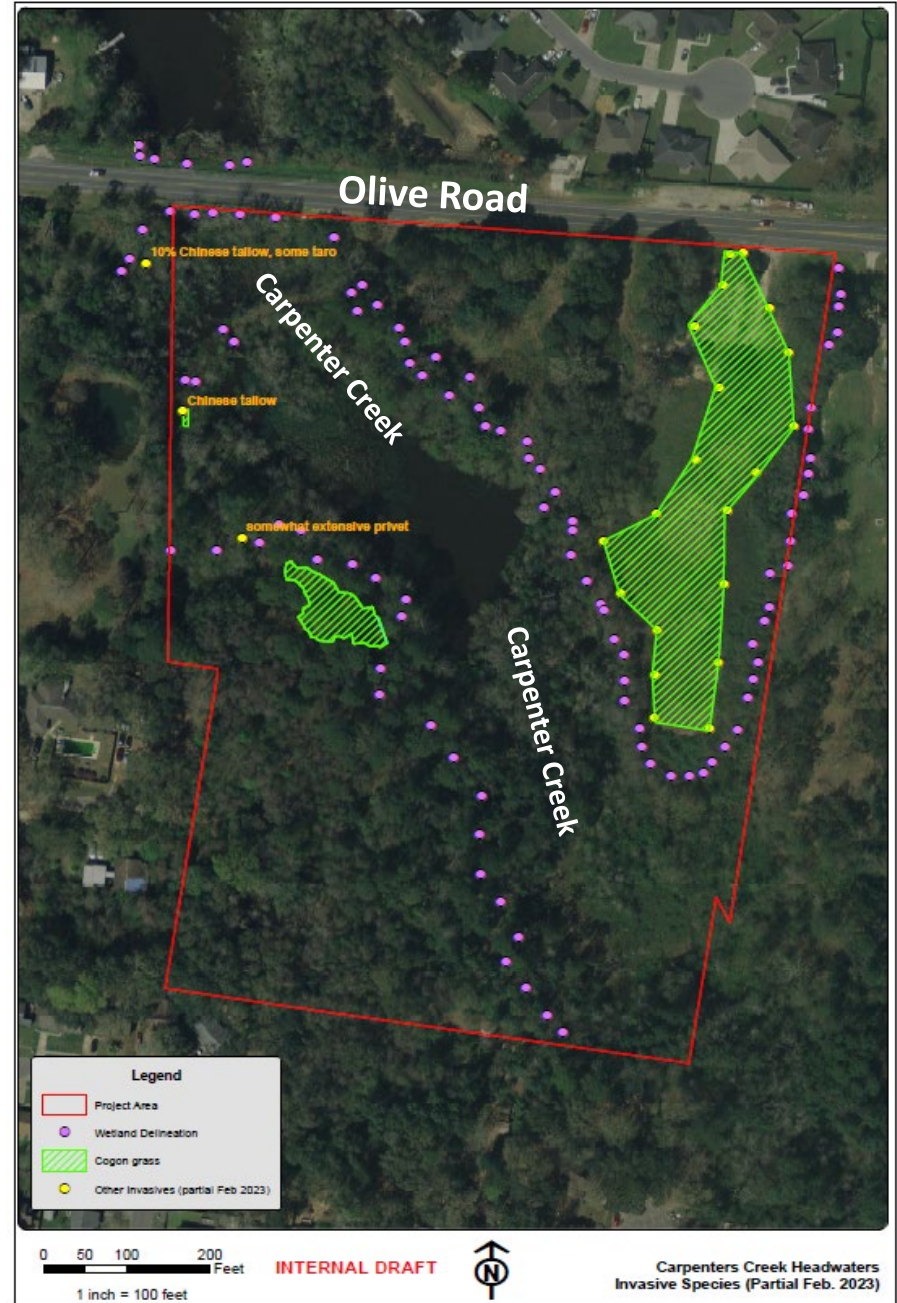 Olive Road
10% Chinese tallow, some taro
Carpenter Creek
Chinese tallow
somewhat extensive privet
Carpenter Creek
Legend
Project Area
Wetland Delineation
Cogon grass
Other Invasives (partial Feb 2023)
0 50 100 200
Feet
1 inch = 100 feet
INTERNAL DRAFT
N
Carpenters Creek Headwaters
Invasive Species (Partial Feb. 2023)